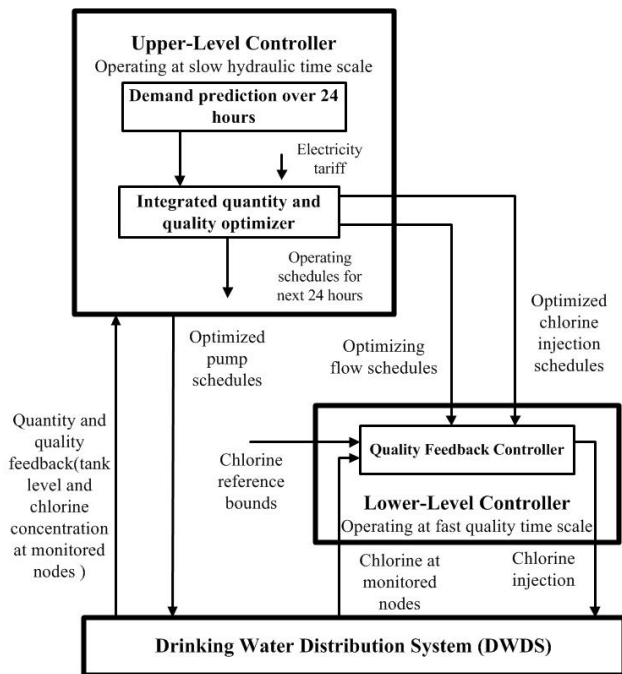 Upper-Level Controller
Operating at slow hydraulic time scale
Demand prediction over 24
hours
Electricity
tariff
Integrated quantity and
quality optimizer
Operating
schedules for
next 24 hours
Optimized
pump
schedules
Optimizing
flow schedules
Optimized
chlorine
injection
schedules
Quantity and
quality
feedback(tank
level and
chlorine
concentration
at monitored
nodes )
Chlorine
reference
bounds
Quality Feedback Controller
Lower-Level Controller
Operating at fast quality time scale
Chlorine at
monitored
nodes
Chlorine
injection
Drinking Water Distribution System (DWDS)